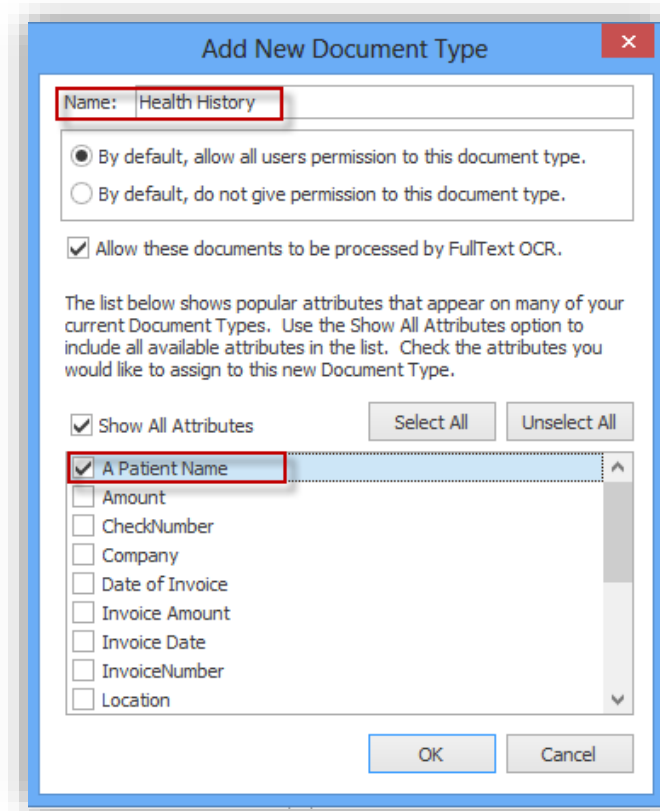 Add New Document Type
Name: Health History
By default, allow all users permission to this document type.
By default, do not give permission to this document type.
Allow these documents to be processed by FullText OCR.
The list below shows popular attributes that appear on many of your
current Document Types. Use the Show All Attributes option to
include all available attributes in the list. Check the attributes you
would like to assign to this new Document Type.
Show All Attributes Select All Unselect All
A Patient Name
Amount
CheckNumber
Company
Date of Invoice
Invoice Amount
Invoice Date
InvoiceNumber
Location
OK Cancel